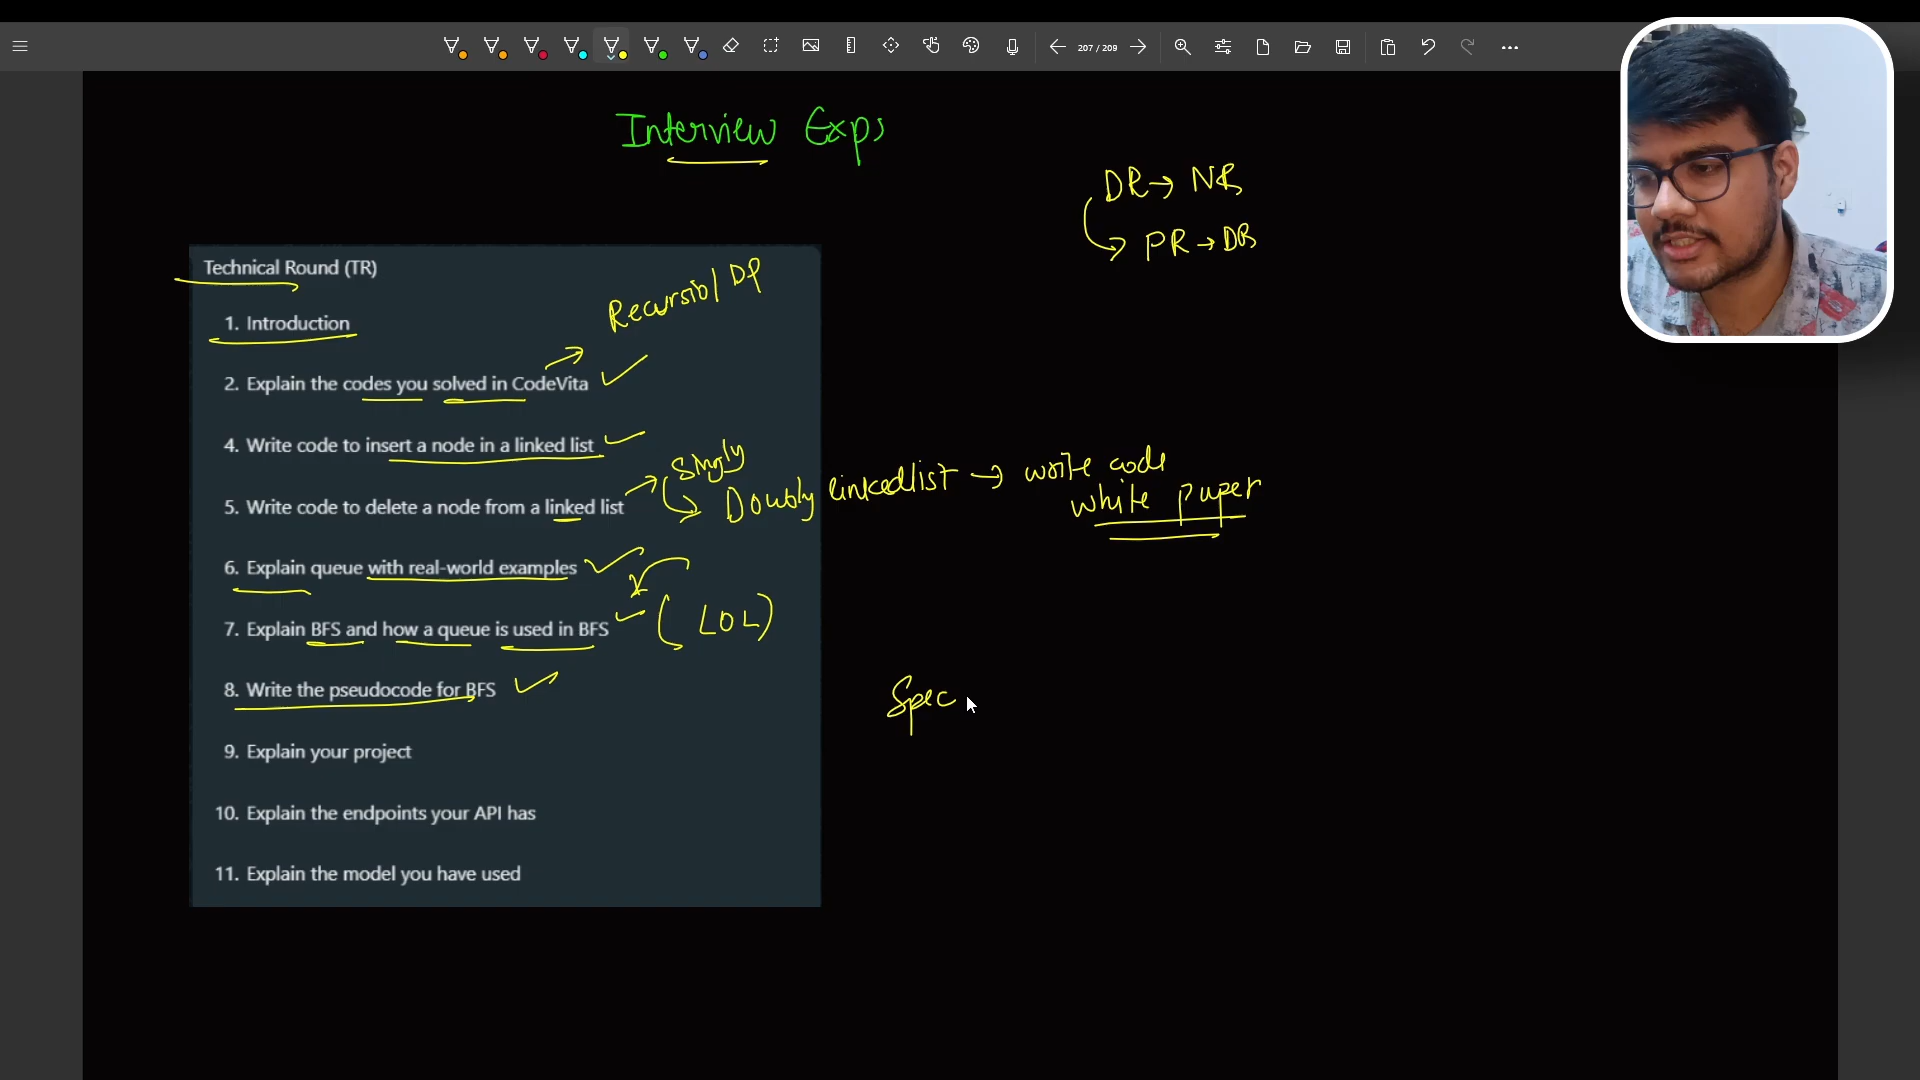 207 / 209
Interview Exps
DR → NR
PR → DR
Technical Round (TR)
Recursio/ DP
1. Introduction
2. Explain the codes you solved in CodeVita
4. Write code to insert a node in a linked list
Singly
5. Write code to delete a node from a linked list
Doubly linkedlist → write code
white paper
6. Explain queue with real-world examples
7. Explain BFS and how a queue is used in BFS
(LOL)
8. Write the pseudocode for BFS
Spec
9. Explain your project
10. Explain the endpoints your API has
11. Explain the model you have used